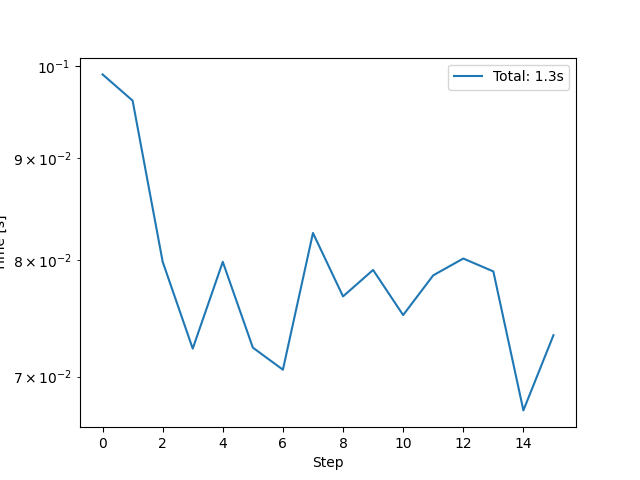 Total: 1.3s
10⁻¹
9 × 10⁻²
8 × 10⁻²
7 × 10⁻²
[s]
0 2 4 6 8 10 12 14
Step